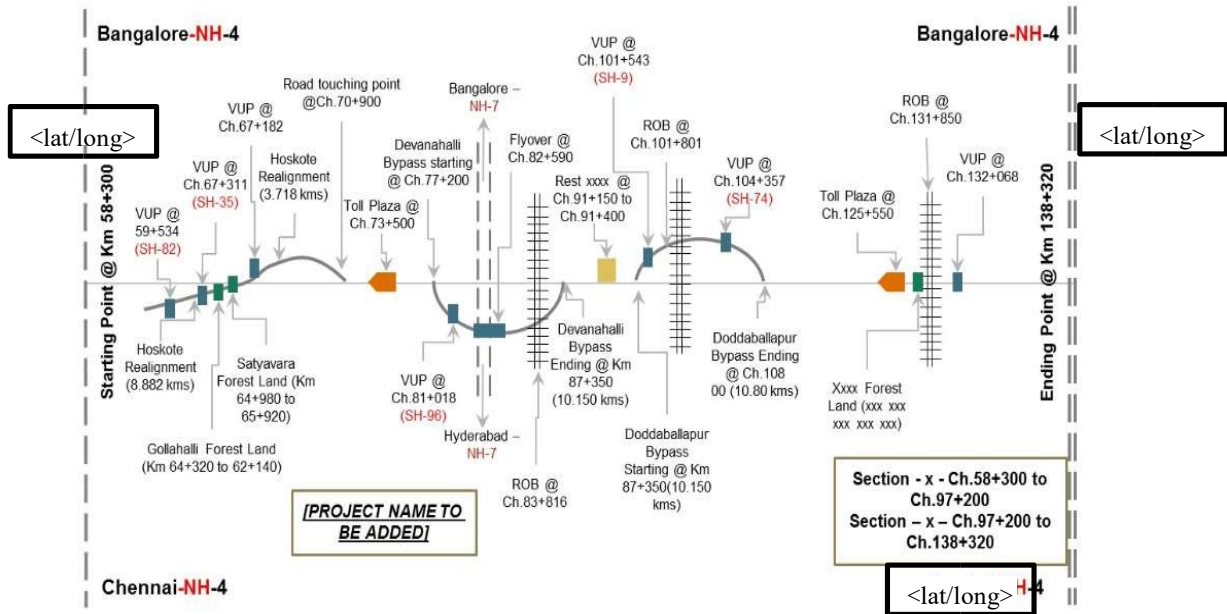 Bangalore-NH-4
Bangalore-NH-4
<lat/long>
<lat/long>
Starting Point @ Km 58+300
Ending Point @ Km 138+320
VUP @
59+534
(SH-82)
VUP @
Ch.67+311
(SH-35)
VUP @
Ch.67+182
Hoskote
Realignment
(3.718 kms)
Road touching point
@Ch.70+900
Toll Plaza @
Ch.73+500
Devanahalli
Bypass starting
@ Ch.77+200
Bangalore –
NH-7
Flyover @
Ch.82+590
VUP @
Ch.101+543
(SH-9)
Rest xxxx @
Ch.91+150 to
Ch.91+400
ROB @
Ch.101+801
VUP @
Ch.104+357
(SH-74)
Toll Plaza @
Ch.125+550
ROB @
Ch.131+850
VUP @
Ch.132+068
Hoskote
Realignment
(8.882 kms)
Gollahalli Forest Land
(Km 64+320 to 62+140)
Satyavara
Forest Land (Km
64+980 to
65+920)
VUP @
Ch.81+018
(SH-96)
Hyderabad –
NH-7
ROB @
Ch.83+816
Devanahalli
Bypass
Ending @ Km
87+350
(10.150 kms)
Doddaballapur
Bypass
Starting @ Km
87+350(10.150
kms)
Doddaballapur
Bypass Ending
@ Ch.108
00 (10.80 kms)
Xxxx Forest
Land (xxx xxx
xxx xxx xxx)
[PROJECT NAME TO
BE ADDED]
Section - x - Ch.58+300 to
Ch.97+200
Section – x – Ch.97+200 to
Ch.138+320
Chennai-NH-4
<lat/long>
H-4